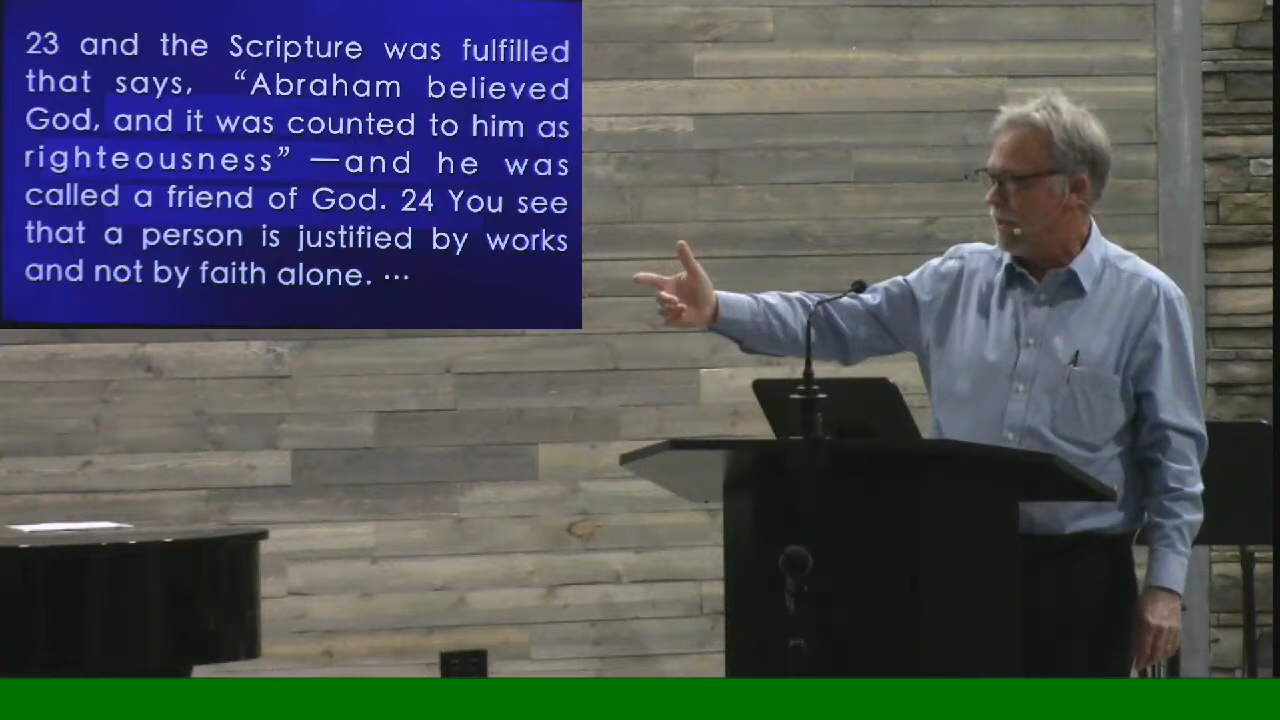 23 and the Scripture was fulfilled
that says, “Abraham believed
God, and it was counted to him as
righteousness” —and he was
called a friend of God. 24 You see
that a person is justified by works
and not by faith alone. ...